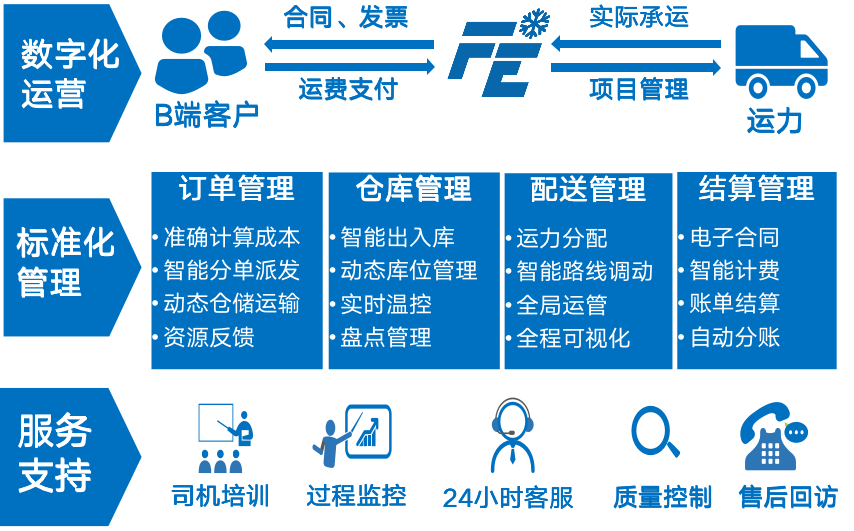 数字化
运营
合同、发票
运费支付
实际承运
项目管理
B端客户
FE
运力
标准化
管理
订单管理
• 准确计算成本
• 智能分单派发
• 动态仓储运输
• 资源反馈
仓库管理
• 智能出入库
• 动态库位管理
• 实时温控
• 盘点管理
配送管理
• 运力分配
• 智能路线调动
• 全局运管
• 全程可视化
结算管理
• 电子合同
• 智能计费
• 账单结算
• 自动分账
服务
支持
司机培训
过程监控
24小时客服
质量控制
售后回访